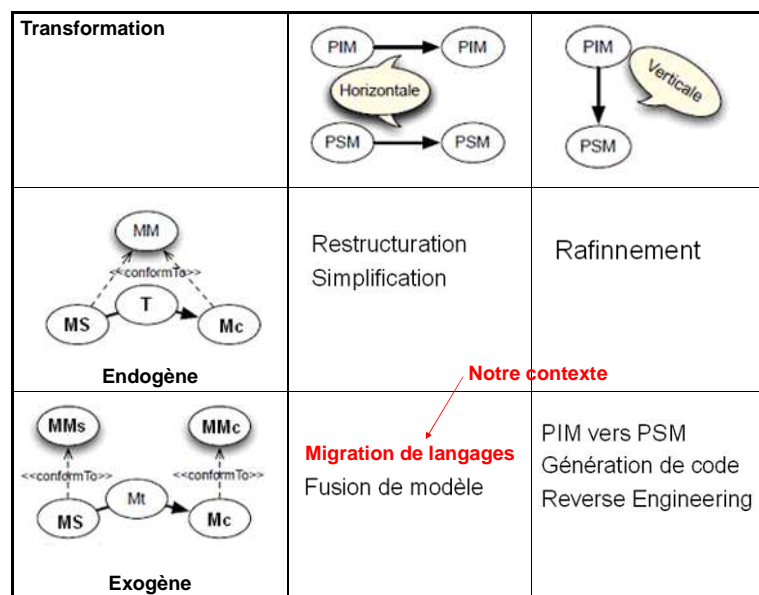 Transformation
PIM PIM
Horizontale
PSM PSM
PIM
Verticale
PSM
MM
<<conformTo>>
T
MS Mc
Endogène
Restructuration
Simplification
Rafinnement
Notre contexte
MMs MMc
<<conformTo>> <<conformTo>>
Mt
MS Mc
Exogène
Migration de langages
Fusion de modèle
PIM vers PSM
Génération de code
Reverse Engineering